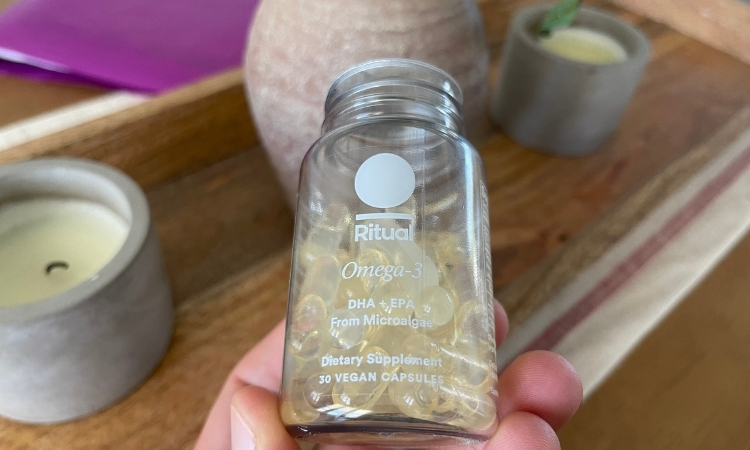 Ritual
Omega-3
DHA + EPA
From Microalgae
Dietary Supplement
30 VEGAN CAPSULES